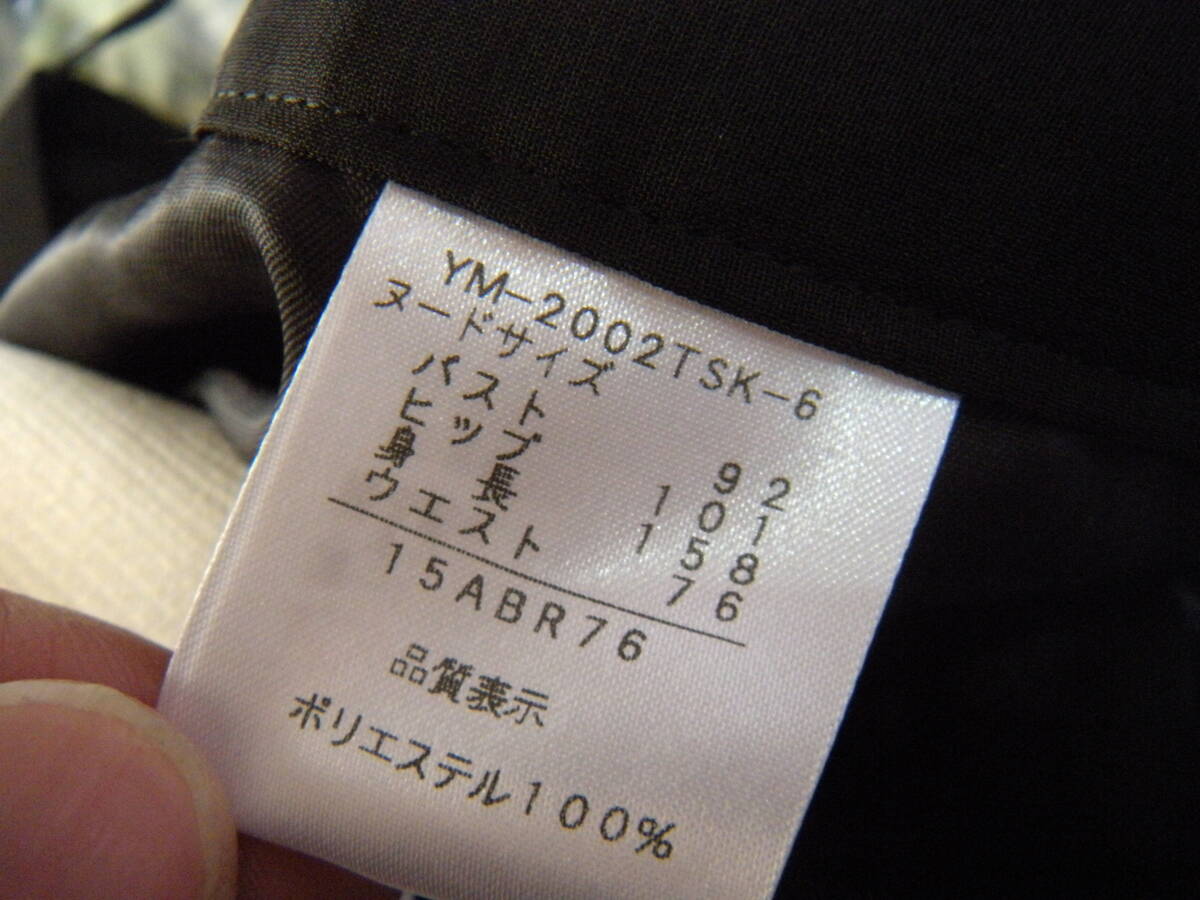 YM-2002TSK-6
ヌードサイズ
バスト 92
ヒップ 101
身長 158
ウエスト 76
15ABR76
品質表示
ポリエステル100%